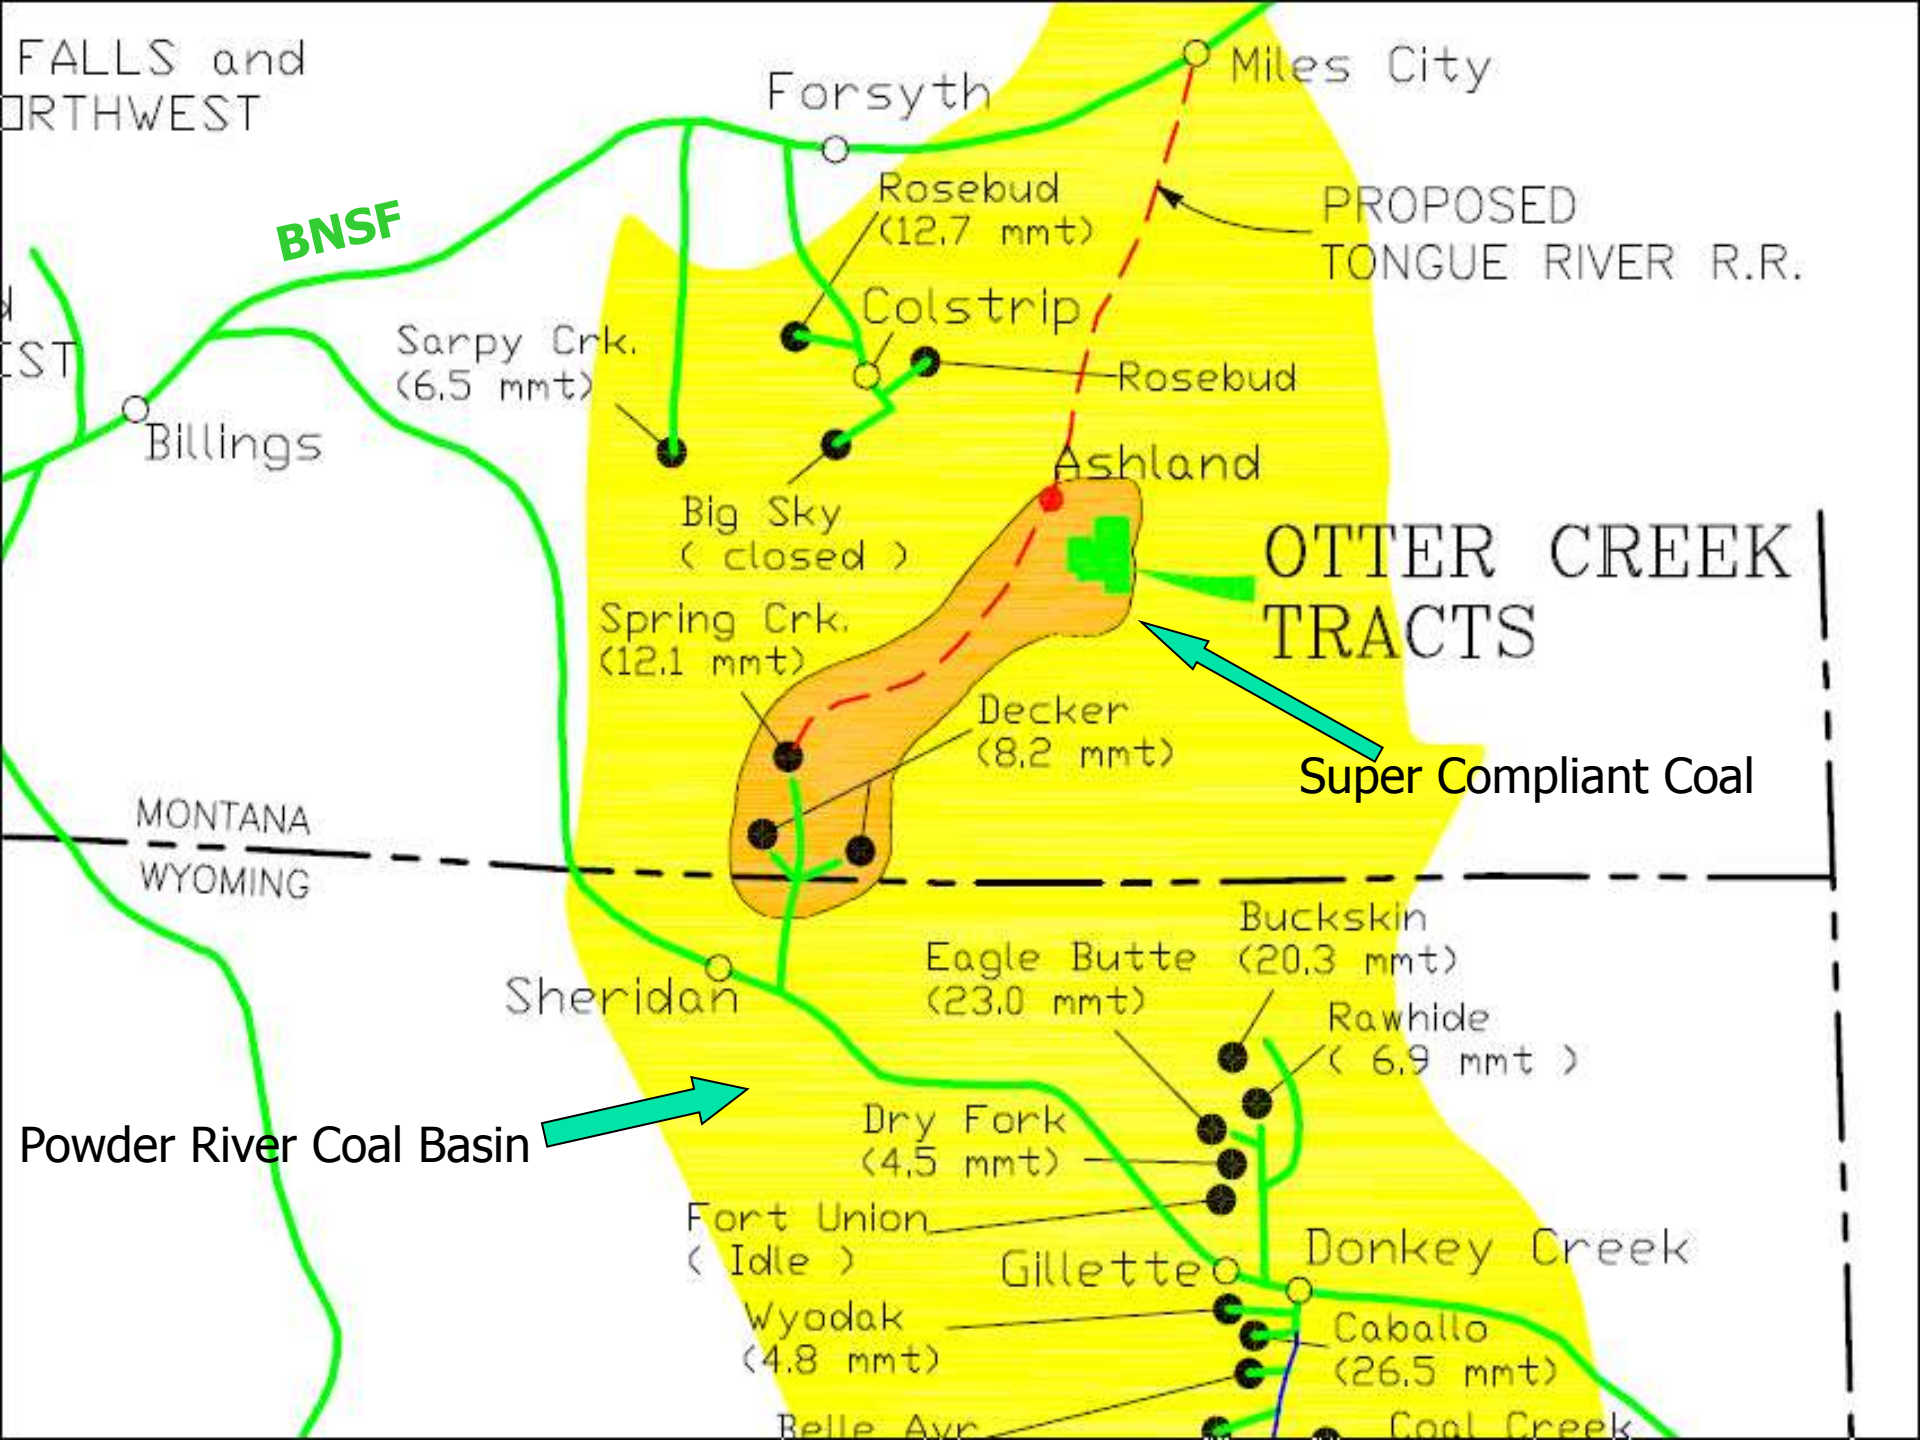 FALLS and
ORTHWEST
Miles City
Forsyth
Rosebud
(12.7 mmt)
PROPOSED
TONGUE RIVER R.R.
BNSF
Colstrip
Sarpy Crk.
(6.5 mmt)
EST
Rosebud
Billings
Ashland
Big Sky
( closed )
OTTER CREEK
TRACTS
Spring Crk.
(12.1 mmt)
Decker
(8.2 mmt)
Super Compliant Coal
MONTANA
WYOMING
Buckskin
(20.3 mmt)
Eagle Butte
(23.0 mmt)
Sheridan
Rawhide
( 6.9 mmt )
Powder River Coal Basin
Dry Fork
(4.5 mmt)
Fort Union
( Idle )
Donkey Creek
Gillette
Wyodak
(4.8 mmt)
Caballo
(26.5 mmt)
Belle Ayr
Coal Creek